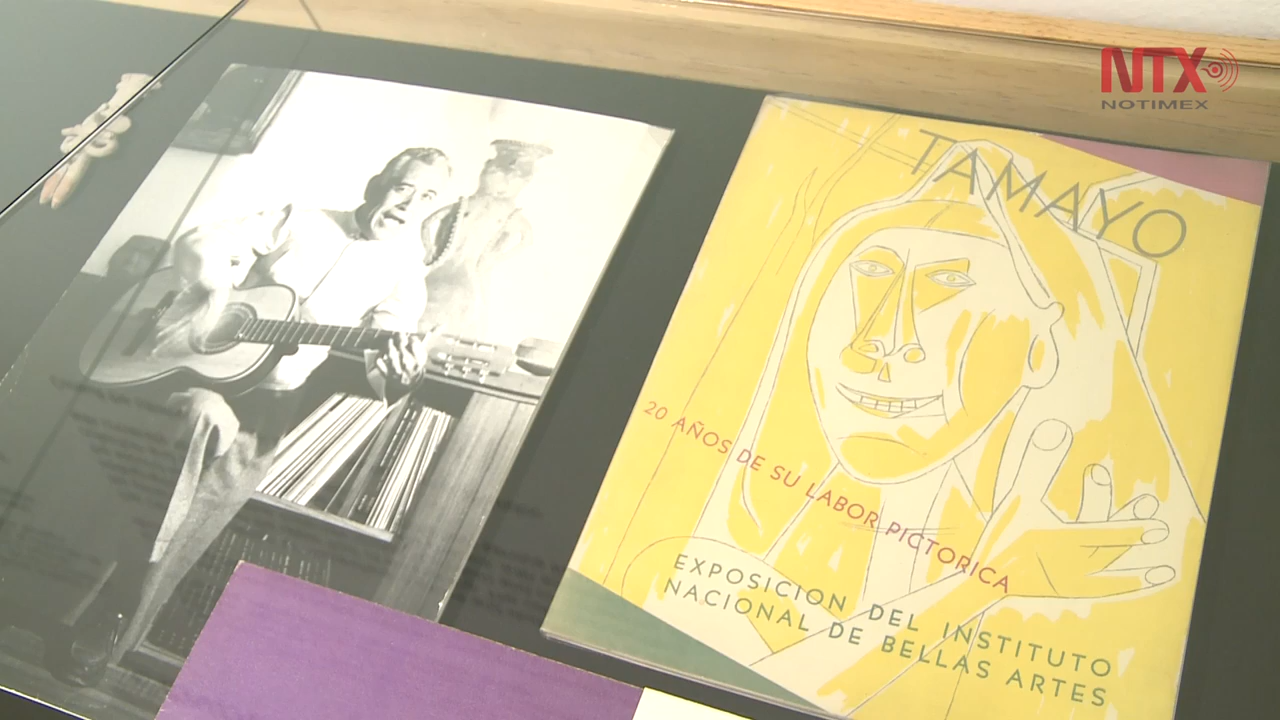 NTX
NOTIMEX
TAMAYO
20 AÑOS DE SU LABOR PICTORICA
EXPOSICION DEL INSTITUTO
NACIONAL DE BELLAS ARTES